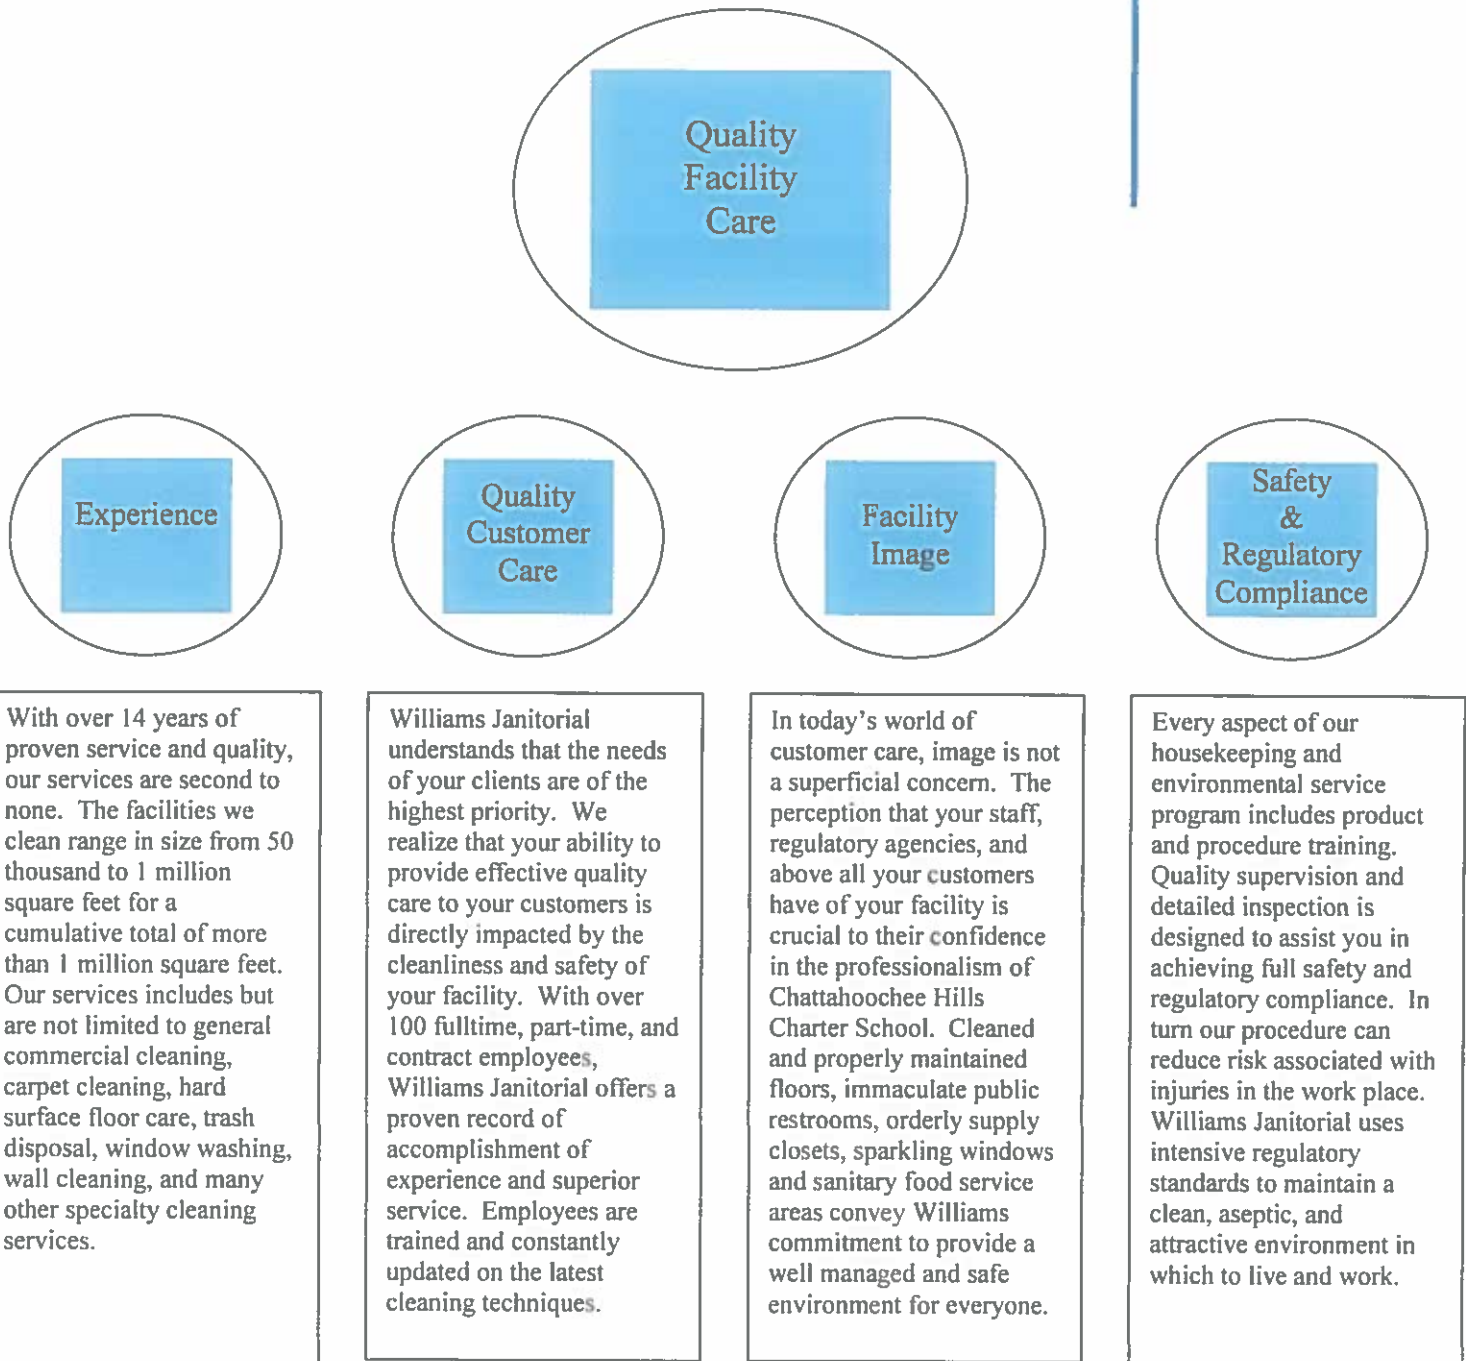 Quality
Facility
Care
Experience
Quality
Customer
Care
Facility
Image
Safety
&
Regulatory
Compliance
With over 14 years of
proven service and quality,
our services are second to
none. The facilities we
clean range in size from 50
thousand to 1 million
square feet for a
cumulative total of more
than 1 million square feet.
Our services includes but
are not limited to general
commercial cleaning,
carpet cleaning, hard
surface floor care, trash
disposal, window washing,
wall cleaning, and many
other specialty cleaning
services.
Williams Janitorial
understands that the needs
of your clients are of the
highest priority. We
realize that your ability to
provide effective quality
care to your customers is
directly impacted by the
cleanliness and safety of
your facility. With over
100 fulltime, part-time, and
contract employees,
Williams Janitorial offers a
proven record of
accomplishment of
experience and superior
service. Employees are
trained and constantly
updated on the latest
cleaning techniques.
In today's world of
customer care, image is not
a superficial concern. The
perception that your staff,
regulatory agencies, and
above all your customers
have of your facility is
crucial to their confidence
in the professionalism of
Chattahoochee Hills
Charter School. Cleaned
and properly maintained
floors, immaculate public
restrooms, orderly supply
closets, sparkling windows
and sanitary food service
areas convey Williams
commitment to provide a
well managed and safe
environment for everyone.
Every aspect of our
housekeeping and
environmental service
program includes product
and procedure training.
Quality supervision and
detailed inspection is
designed to assist you in
achieving full safety and
regulatory compliance. In
turn our procedure can
reduce risk associated with
injuries in the work place.
Williams Janitorial uses
intensive regulatory
standards to maintain a
clean, aseptic, and
attractive environment in
which to live and work.